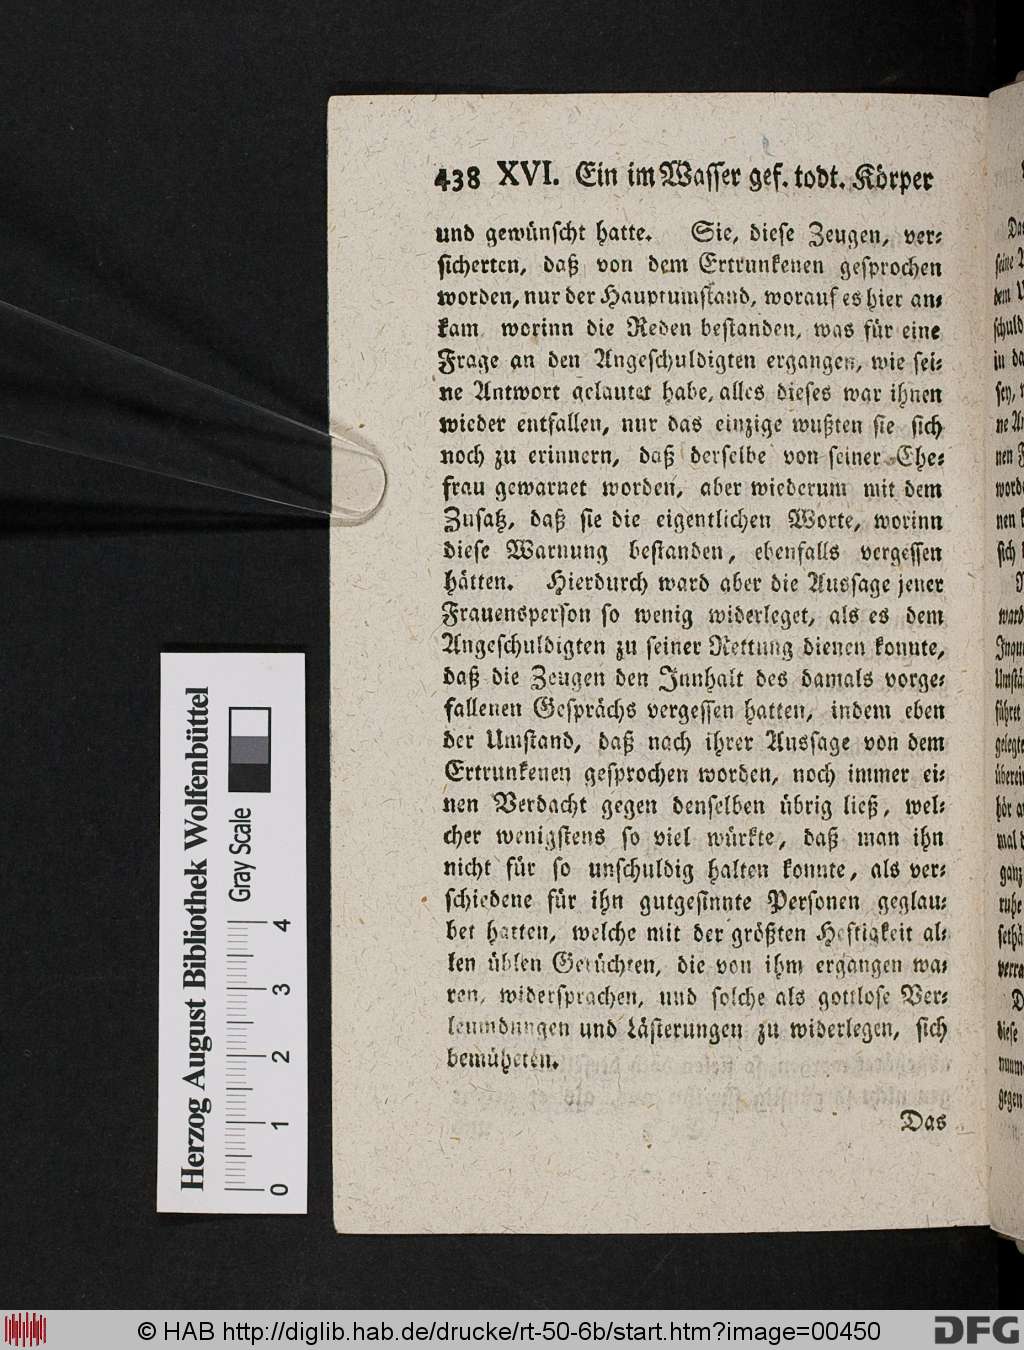 438 XVI. Ein im Wasser gef. todt. Körper
und gewünscht hatte. Sie, diese Zeugen, ver⸗
sicherten, daß von dem Ertrunkenen gesprochen
worden, nur der Hauptumstand, worauf es hier an⸗
kam worinn die Reden bestanden, was für eine
Frage an den Angeschuldigten ergangen, wie sei⸗
ne Antwort gelautet habe, alles dieses war ihnen
wieder entfallen, nur das einzige wußten sie sich
noch zu erinnern, daß derselbe von seiner Ehe⸗
frau gewarnet worden, aber wiederum mit dem
Zusatz, daß sie die eigentlichen Worte, worinn
diese Warnung bestanden, ebenfalls vergessen
hätten. Hierdurch ward aber die Aussage jener
Frauensperson so wenig widerleget, als es dem
Angeschuldigten zu seiner Rettung dienen konnte,
daß die Zeugen den Innhalt des damals vorge⸗
fallenen Gesprächs vergessen hatten, indem eben
der Umstand, daß nach ihrer Aussage von dem
Ertrunkenen gesprochen worden, noch immer ei⸗
nen Verdacht gegen denselben übrig ließ, wel⸗
cher wenigstens so viel würkte, daß man ihn
nicht für so unschuldig halten konnte, als ver⸗
schiedene für ihn gutgesinnte Personen geglau⸗
bet hatten, welche mit der größten Heftigkeit al⸗
len üblen Gerüchten, die von ihm ergangen wa⸗
ren, widersprachen, und solche als gottlose Ver⸗
leumdungen und Lästerungen zu widerlegen, sich
bemüheten.
Das
Herzog August Bibliothek Wolfenbüttel
Gray Scale
0 1 2 3 4
© HAB http://diglib.hab.de/drucke/rt-50-6b/start.htm?image=00450
DFG